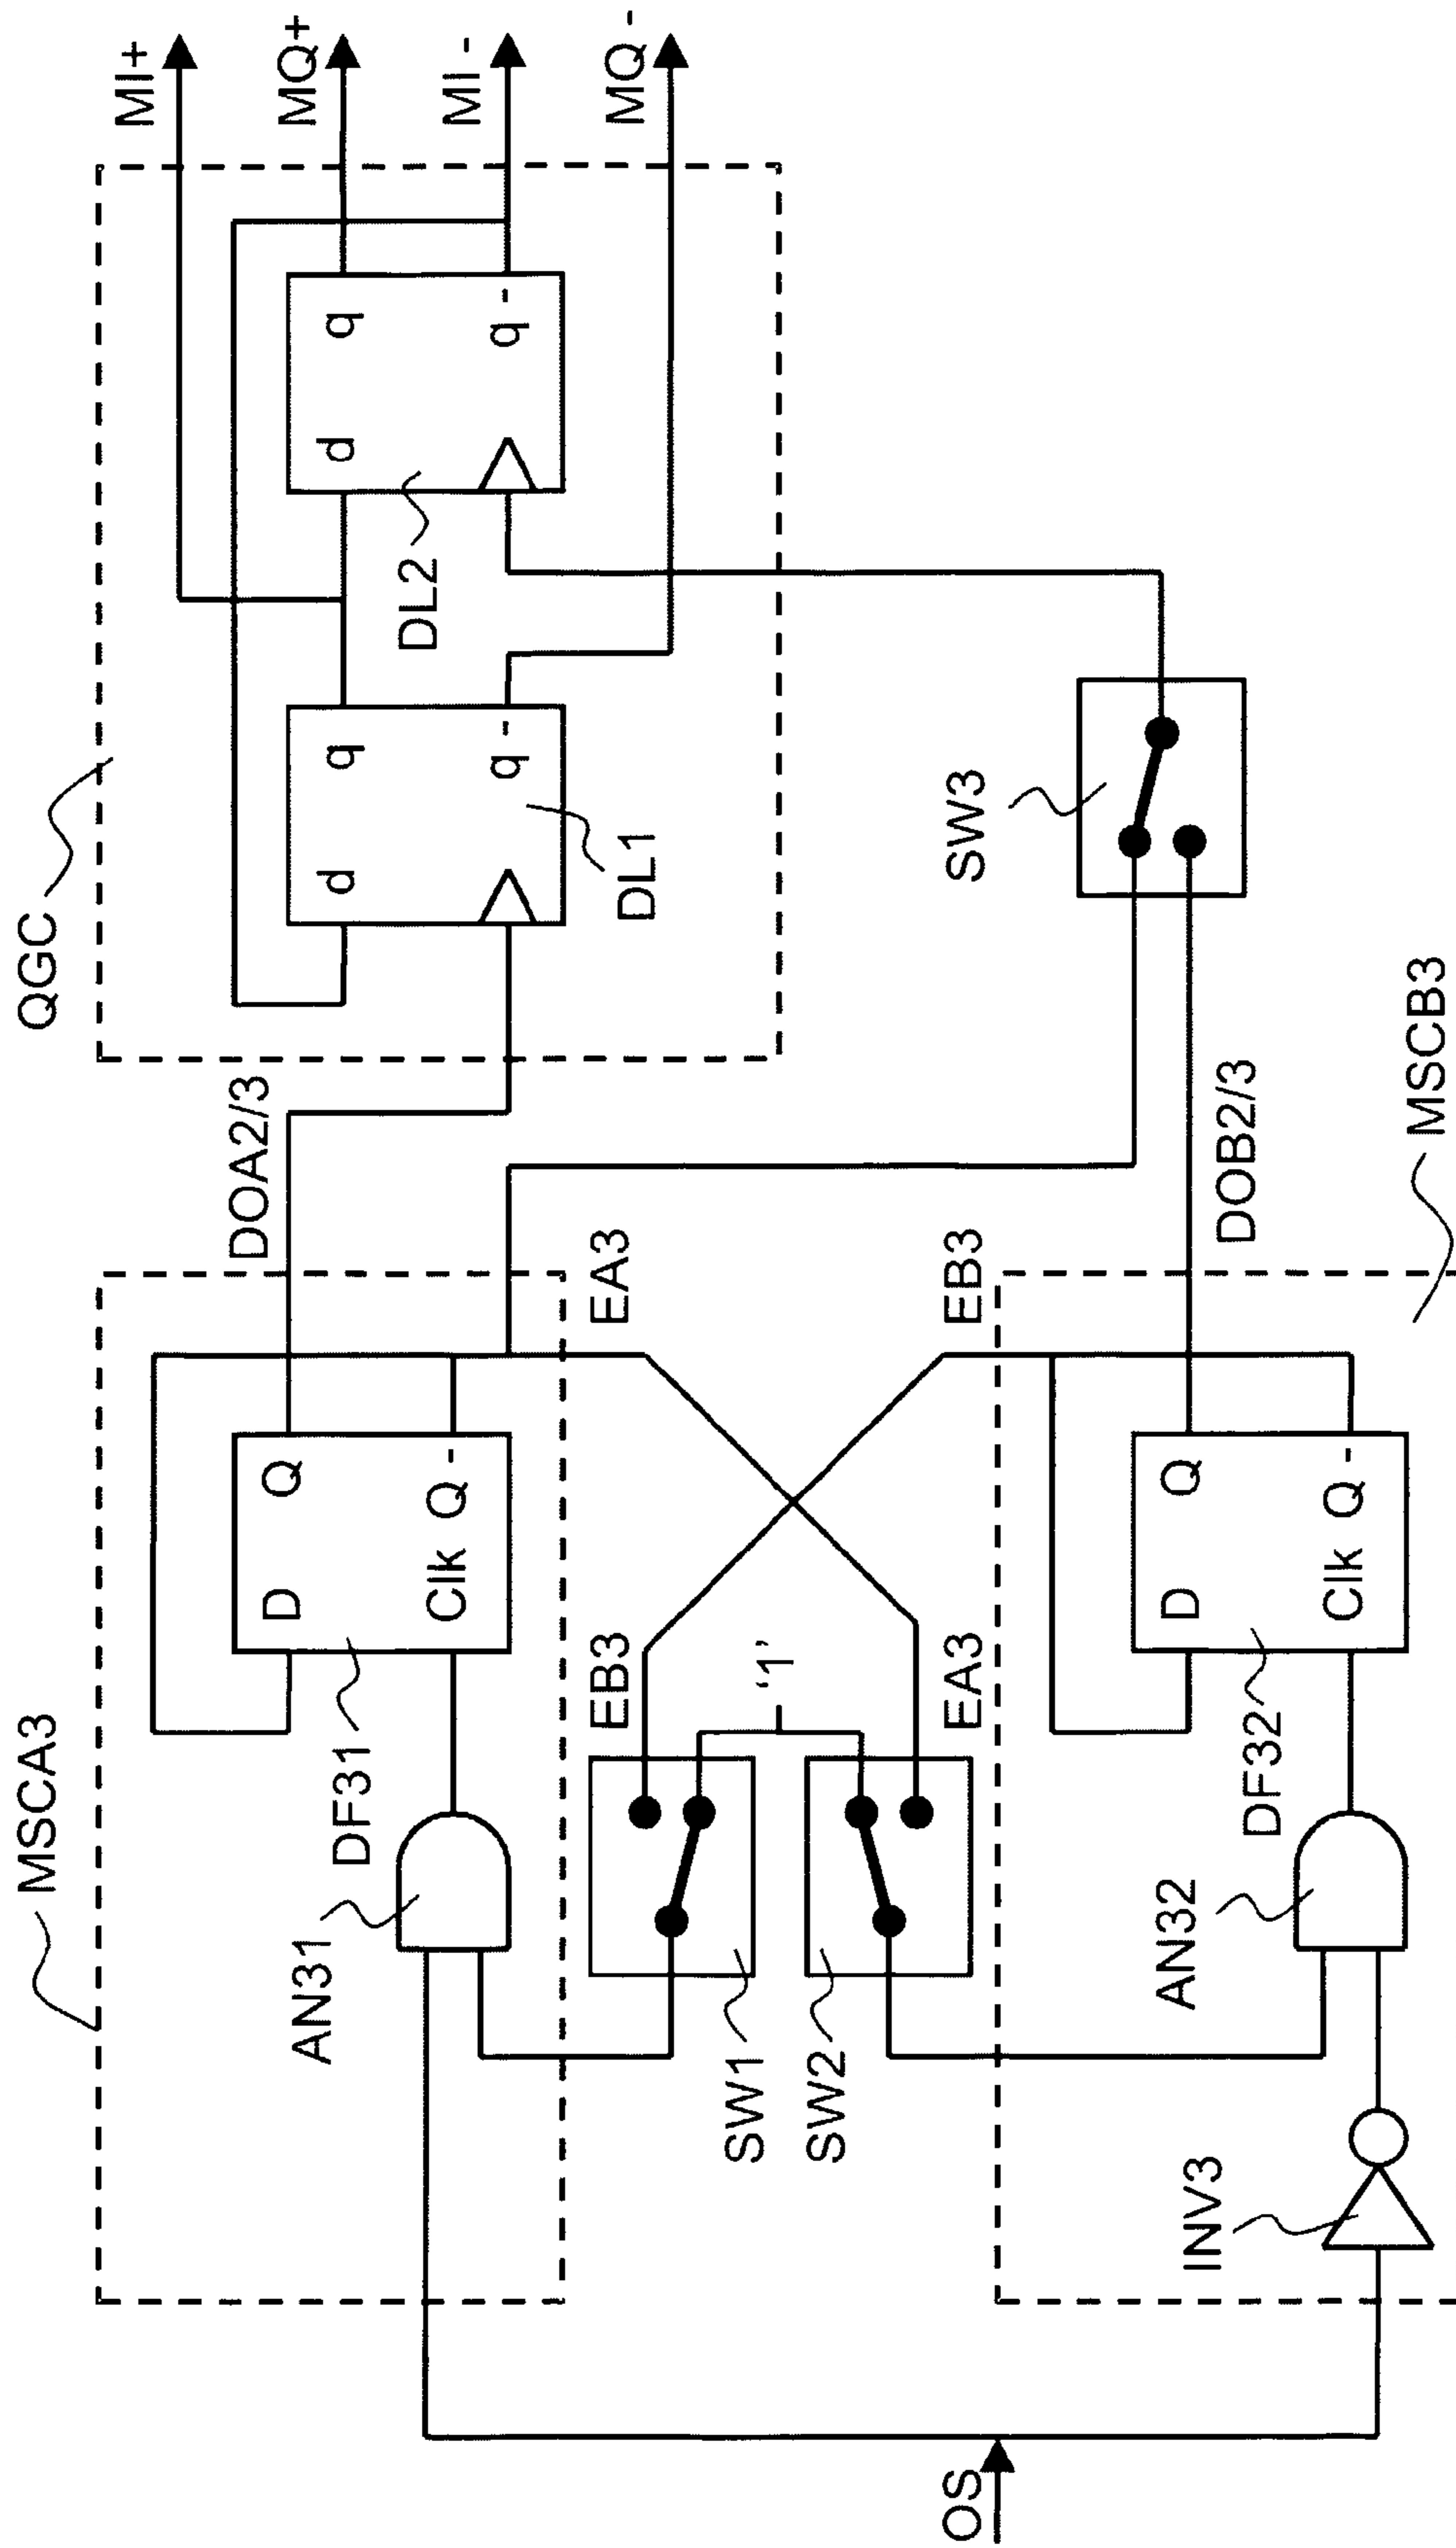 QGC
MI+
MQ+
MI -
MQ -
d
q
q -
DL1
d
q
q -
DL2
MSCA3
DOA2/3
AN31
DF31
D
Q
Clk
Q -
EA3
EB3
SW1
'1'
SW2
EA3
EB3
SW3
DOB2/3
OS
INV3
AN32
DF32
D
Q
Clk
Q -
MSCB3